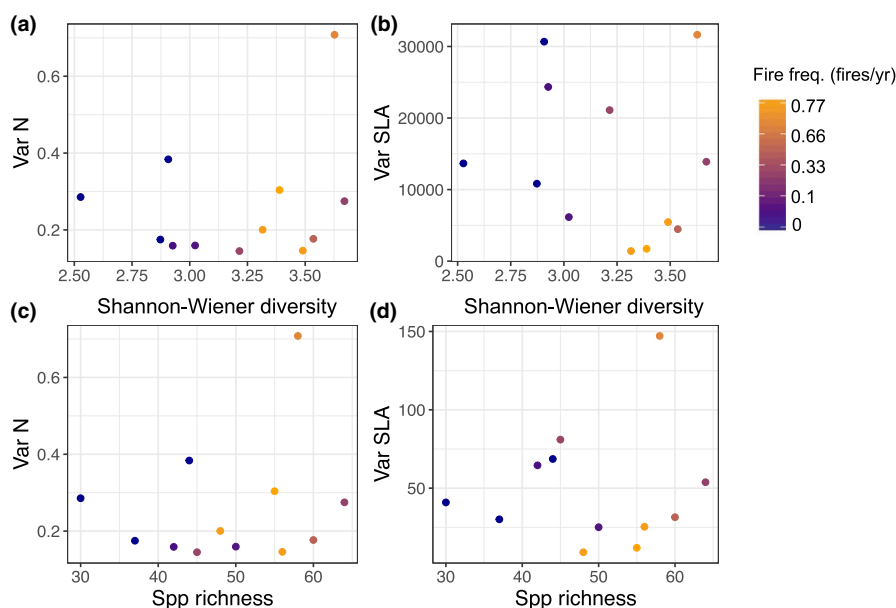 (a)
Var N
0.6
0.4
0.2
2.50
2.75
3.00
3.25
3.50
Shannon-Wiener diversity
(b)
Var SLA
30000
20000
10000
0
2.50
2.75
3.00
3.25
3.50
Shannon-Wiener diversity
Fire freq. (fires/yr)
0.77
0.66
0.33
0.1
0
(c)
Var N
0.6
0.4
0.2
30
40
50
60
Spp richness
(d)
Var SLA
150
100
50
30
40
50
60
Spp richness